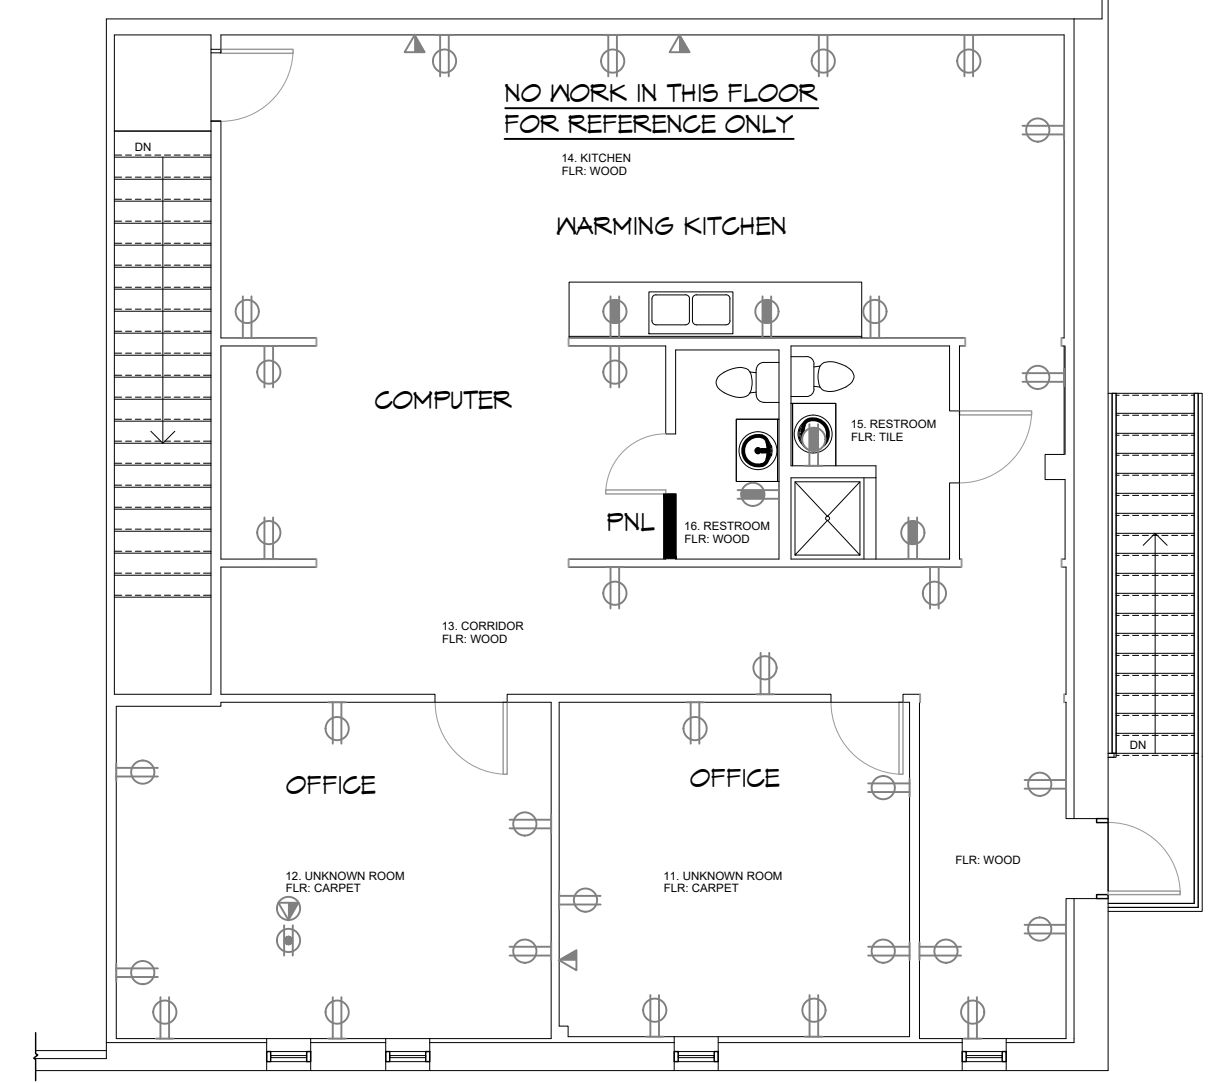 NO WORK IN THIS FLOOR
FOR REFERENCE ONLY
DN
14. KITCHEN
FLR: WOOD
WARMING KITCHEN
COMPUTER
15. RESTROOM
FLR: TILE
PNL
16. RESTROOM
FLR: WOOD
13. CORRIDOR
FLR: WOOD
DN
OFFICE
OFFICE
FLR: WOOD
12. UNKNOWN ROOM
FLR: CARPET
11. UNKNOWN ROOM
FLR: CARPET